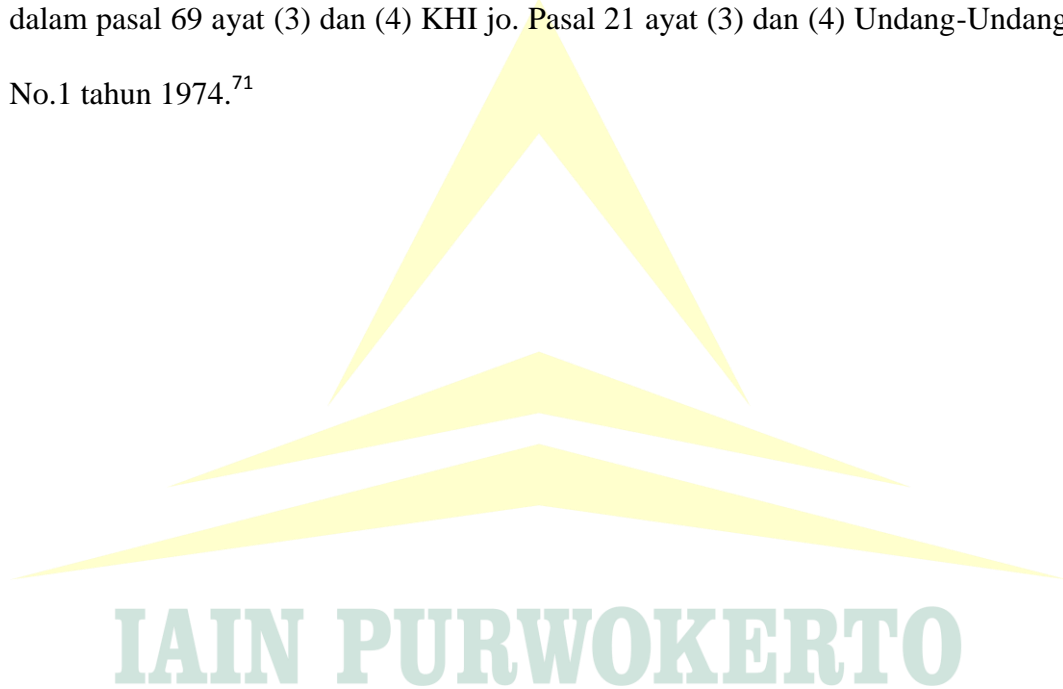 dalam pasal 69 ayat (3) dan (4) KHI jo. Pasal 21 ayat (3) dan (4) Undang-Undang
No.1 tahun 1974.71
IAIN PURWOKERTO